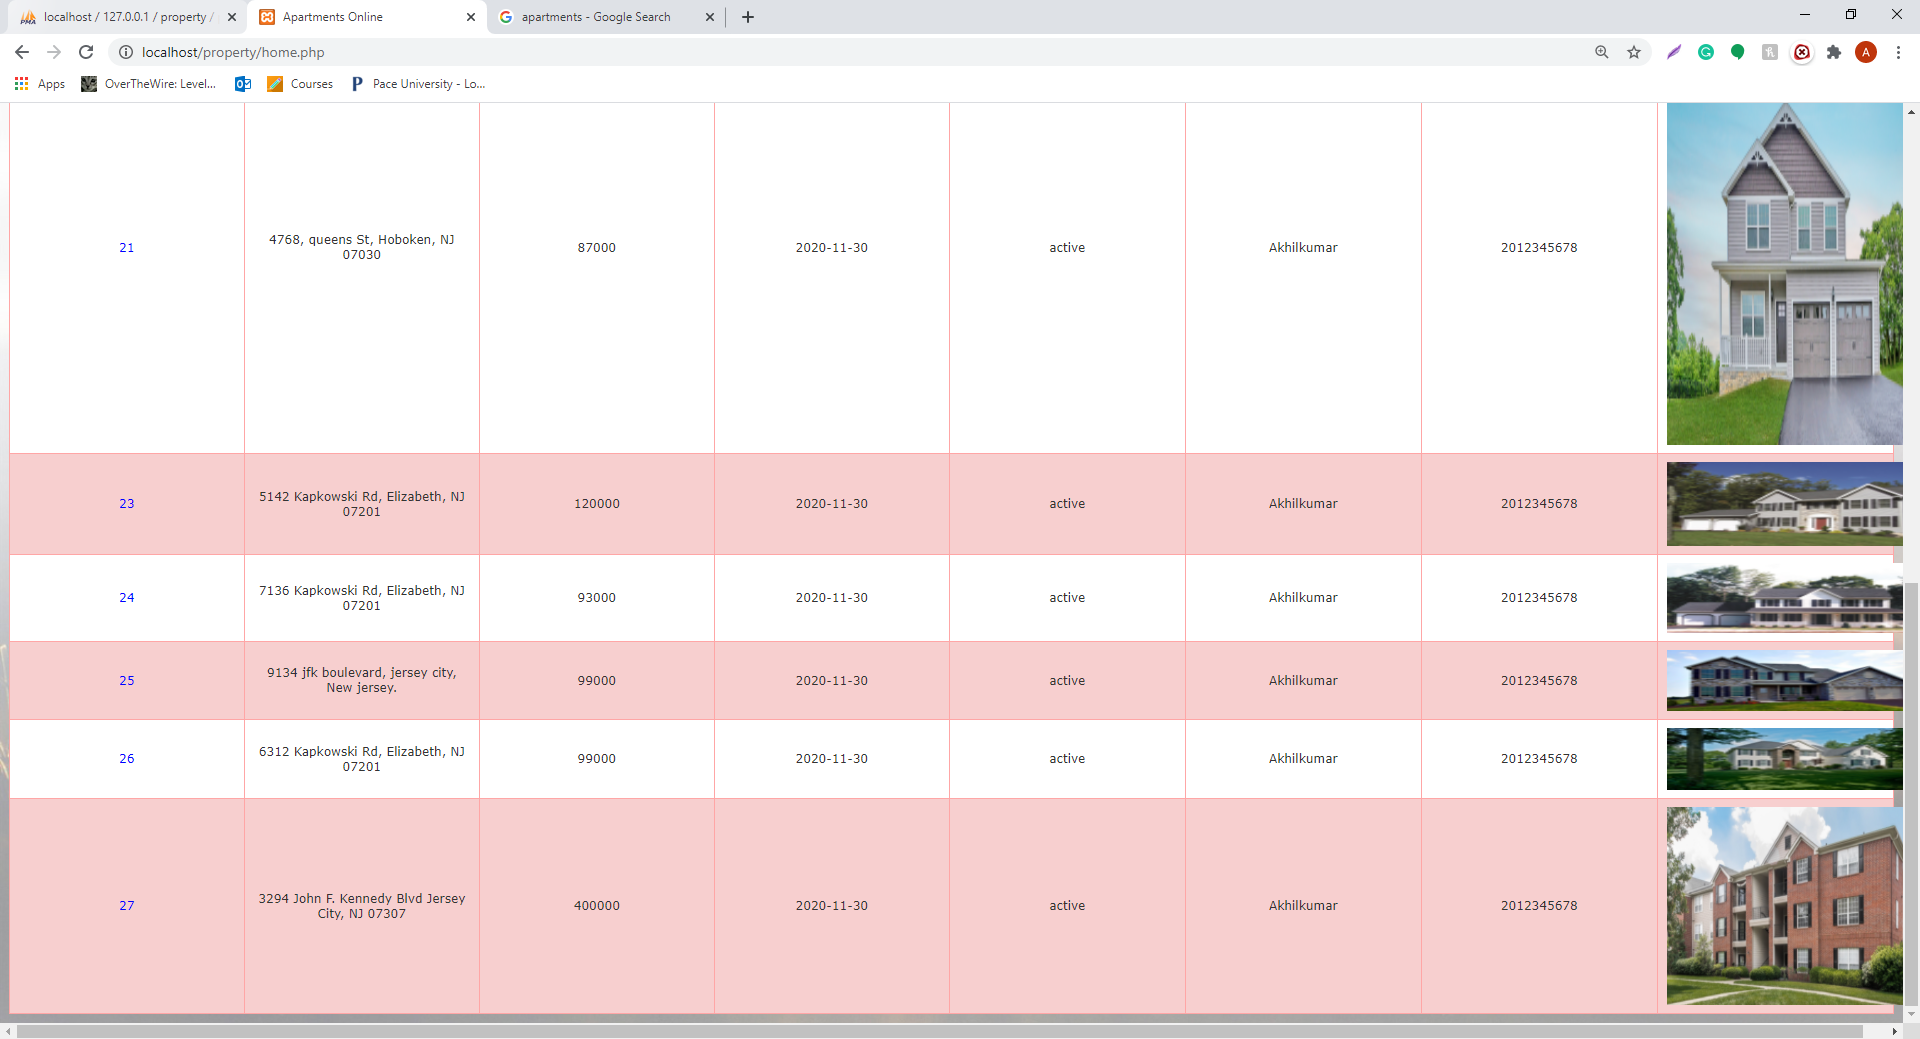 localhost / 127.0.0.1 / property /
Apartments Online
apartments - Google Search
localhost/property/home.php
A
Apps
OverTheWire: Level...
Courses
Pace University - Lo...
21
4768, queens St, Hoboken, NJ
07030
87000
2020-11-30
active
Akhilkumar
2012345678
23
5142 Kapkowski Rd, Elizabeth, NJ
07201
120000
2020-11-30
active
Akhilkumar
2012345678
24
7136 Kapkowski Rd, Elizabeth, NJ
07201
93000
2020-11-30
active
Akhilkumar
2012345678
25
9134 jfk boulevard, jersey city,
New jersey.
99000
2020-11-30
active
Akhilkumar
2012345678
26
6312 Kapkowski Rd, Elizabeth, NJ
07201
99000
2020-11-30
active
Akhilkumar
2012345678
27
3294 John F. Kennedy Blvd Jersey
City, NJ 07307
400000
2020-11-30
active
Akhilkumar
2012345678